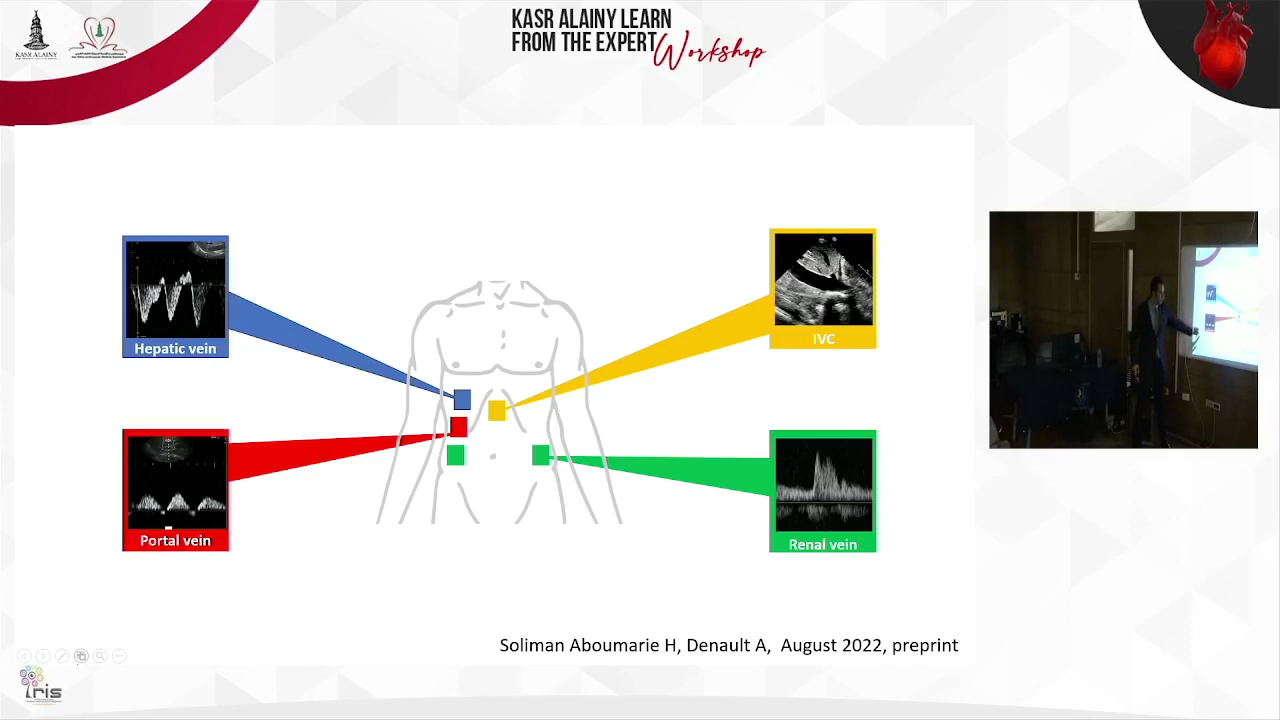 KASR ALAINY
KASR ALAINY LEARN
FROM THE EXPERT
Workshop
Hepatic vein
IVC
Portal vein
Renal vein
Soliman Aboumarie H, Denault A,  August 2022, preprint
iris